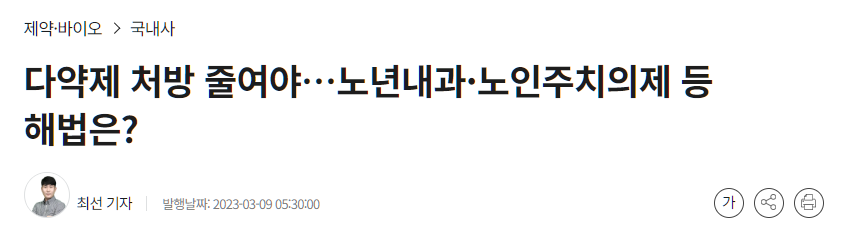 제약·바이오 > 국내사
다약제 처방 줄여야…노년내과·노인주치의제 등
해법은?
최선 기자 발행날짜: 2023-03-09 05:30:00
가